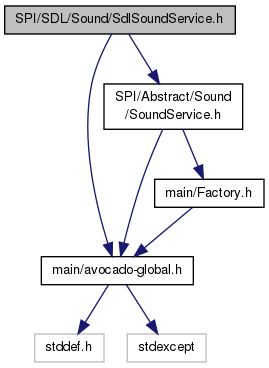 SPI/SDL/Sound/SdlSoundService.h
SPI/Abstract/Sound
/SoundService.h
main/Factory.h
main/avocado-global.h
stddef.h
stdexcept